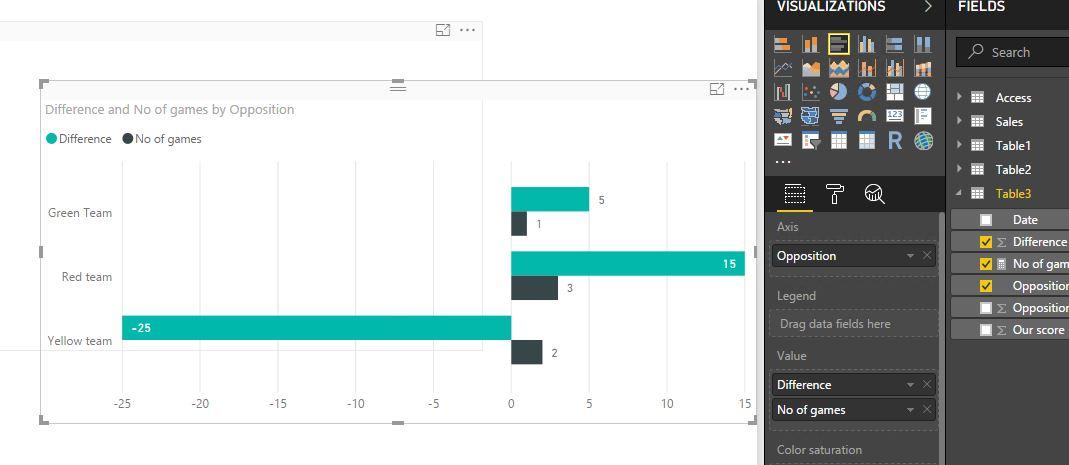 VISUALIZATIONS
FIELDS
Search
Difference and No of games by Opposition
Difference
No of games
Green Team
Red team
Yellow team
5
1
15
3
-25
2
-25
-20
-15
-10
-5
0
5
10
15
123
R
Axis
Opposition
Legend
Drag data fields here
Value
Difference
No of games
Color saturation
Access
Sales
Table1
Table2
Table3
Date
Σ Difference
No of gam
Opposition
Σ Opposition
Σ Our score